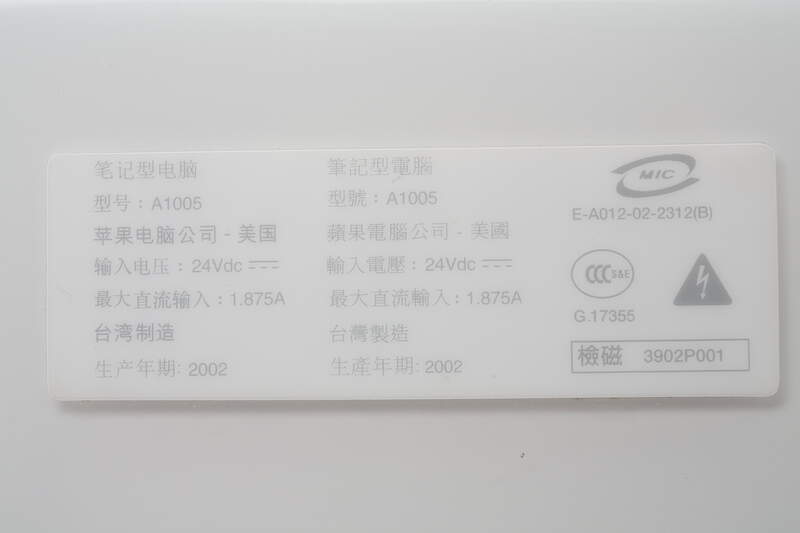 笔记型电脑
型号：A1005
苹果电脑公司 - 美国
输入电压：24Vdc
最大直流输入：1.875A
台湾制造
生产年期: 2002
筆記型電腦
型號：A1005
蘋果電腦公司 - 美國
輸入電壓：24Vdc
最大直流輸入：1.875A
台灣製造
生產年期: 2002
MIC
E-A012-02-2312(B)
CCC S&E
G.17355
檢磁 3902P001